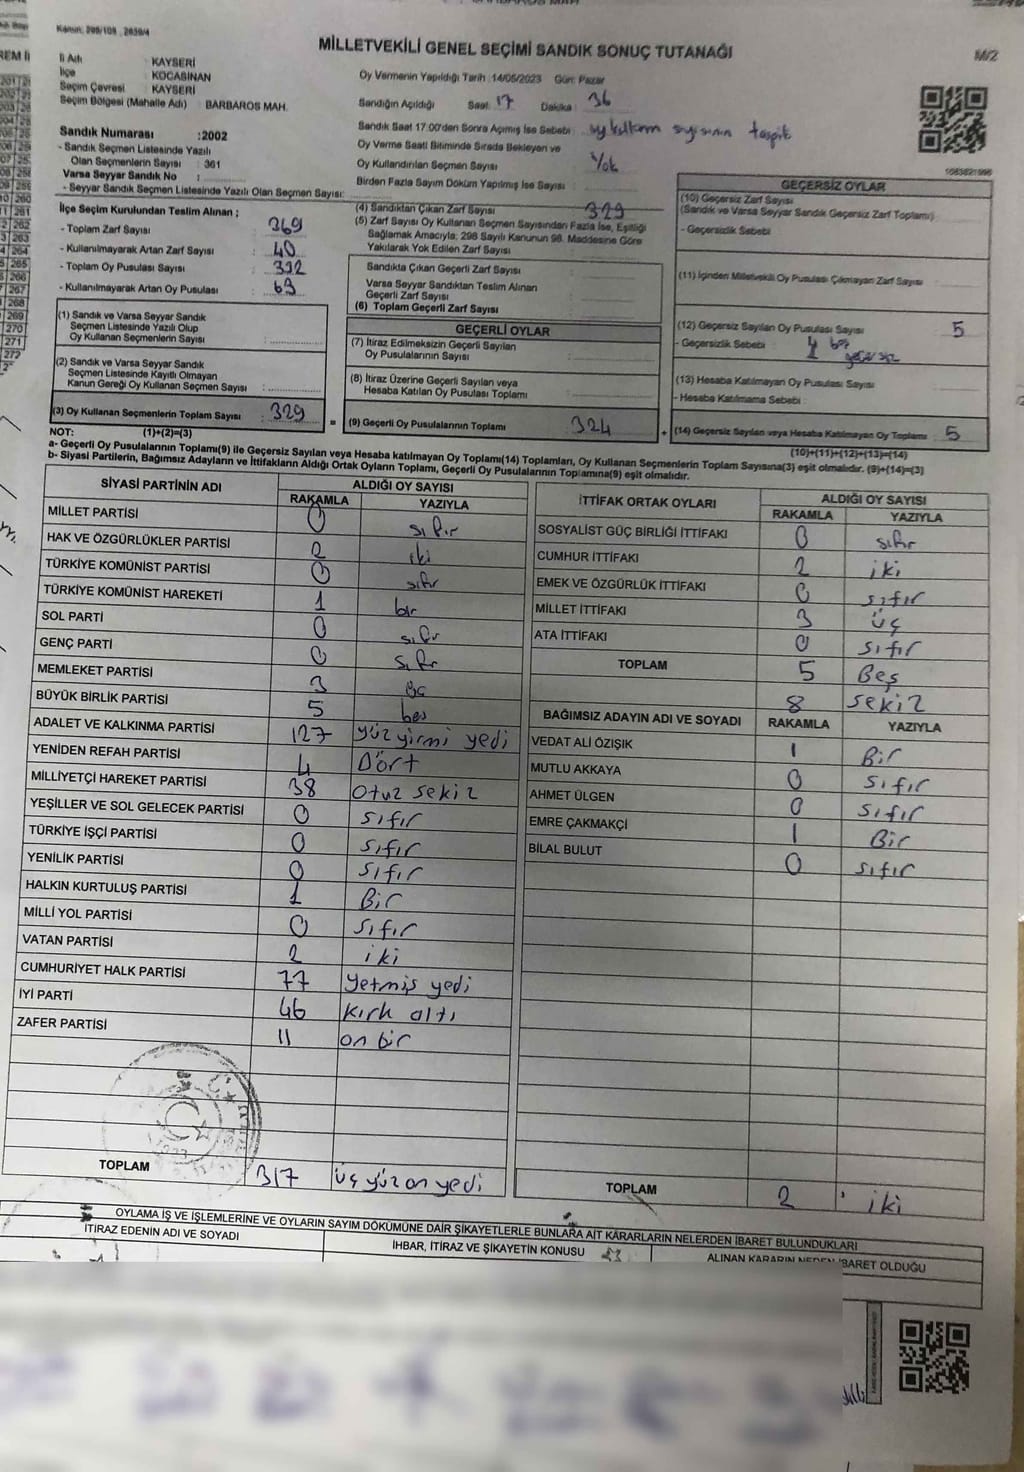 Kanun: 298/108 , 2839/4
MİLLETVEKİLİ GENEL SEÇİMİ SANDIK SONUÇ TUTANAĞI
M/2
İl Adı : KAYSERİ
İlçe : KOCASİNAN
Seçim Çevresi : KAYSERİ
Seçim Bölgesi (Mahalle Adı) : BARBAROS MAH.
Oy Vermenin Yapıldığı Tarih :14/05/2023 Gün: Pazar
Sandığın Açıldığı Saat: 17 Dakika : 36
Sandık Saat 17:00'den Sonra Açılmış İse Sebebi : oy kullanan sayısının tespiti
Oy Verme Saati Bitiminde Sırada Bekleyen ve
Oy Kullandırılan Seçmen Sayısı : Yok
Birden Fazla Sayım Döküm Yapılmış İse Sayısı :
Sandık Numarası :2002
- Sandık Seçmen Listesinde Yazılı
Olan Seçmenlerin Sayısı : 361
Varsa Seyyar Sandık No :
- Seyyar Sandık Seçmen Listesinde Yazılı Olan Seçmen Sayısı:
İlçe Seçim Kurulundan Teslim Alınan ;
- Toplam Zarf Sayısı : 369
- Kullanılmayarak Artan Zarf Sayısı : 40
- Toplam Oy Pusulası Sayısı : 392
- Kullanılmayarak Artan Oy Pusulası : 63
(1) Sandık ve Varsa Seyyar Sandık
Seçmen Listesinde Yazılı Olup
Oy Kullanan Seçmenlerin Sayısı :
(2) Sandık ve Varsa Seyyar Sandık
Seçmen Listesinde Kayıtlı Olmayan
Kanun Gereği Oy Kullanan Seçmen Sayısı :
(3) Oy Kullanan Seçmenlerin Toplam Sayısı : 329
(4) Sandıktan Çıkan Zarf Sayısı : 329
(5) Zarf Sayısı Oy Kullanan Seçmen Sayısından Fazla İse, Eşitliği
Sağlamak Amacıyla; 298 Sayılı Kanunun 98. Maddesine Göre
Yakılarak Yok Edilen Zarf Sayısı :
Sandıkta Çıkan Geçerli Zarf Sayısı :
Varsa Seyyar Sandıktan Teslim Alınan
Geçerli Zarf Sayısı :
(6) Toplam Geçerli Zarf Sayısı :
GEÇERLİ OYLAR
(7) İtiraz Edilmeksizin Geçerli Sayılan
Oy Pusulalarının Sayısı :
(8) İtiraz Üzerine Geçerli Sayılan veya
Hesaba Katılan Oy Pusulası Toplamı :
= (9) Geçerli Oy Pusulalarının Toplamı : 324
GEÇERSİZ OYLAR
(10) Geçersiz Zarf Sayısı
(Sandık ve Varsa Seyyar Sandık Geçersiz Zarf Toplamı):
- Geçersizlik Sebebi :
(11) İçinden Milletvekili Oy Pusulası Çıkmayan Zarf Sayısı :
(12) Geçersiz Sayılan Oy Pusulası Sayısı : 5
- Geçersizlik Sebebi : 4 boş
1 geçersiz
(13) Hesaba Katılmayan Oy Pusulası Sayısı :
- Hesaba Katılmama Sebebi :
+ (14) Geçersiz Sayılan veya Hesaba Katılmayan Oy Toplamı : 5
NOT: (1)+(2)=(3)
(10)+(11)+(12)+(13)=(14)
a- Geçerli Oy Pusulalarının Toplamı(9) ile Geçersiz Sayılan veya Hesaba katılmayan Oy Toplamı(14) Toplamları, Oy Kullanan Seçmenlerin Toplam Sayısına(3) eşit olmalıdır. (9)+(14)=(3)
b- Siyasi Partilerin, Bağımsız Adayların ve İttifakların Aldığı Ortak Oyların Toplamı, Geçerli Oy Pusulalarının Toplamına(9) eşit olmalıdır.
SİYASİ PARTİNİN ADI ALDIĞI OY SAYISI
RAKAMLA YAZIYLA
MİLLET PARTİSİ 0 sıfır
HAK VE ÖZGÜRLÜKLER PARTİSİ 2 iki
TÜRKİYE KOMÜNİST PARTİSİ 0 sıfır
TÜRKİYE KOMÜNİST HAREKETİ 1 bir
SOL PARTİ 0 sıfır
GENÇ PARTİ 0 sıfır
MEMLEKET PARTİSİ 3 üç
BÜYÜK BİRLİK PARTİSİ 5 beş
ADALET VE KALKINMA PARTİSİ 127 yüz yirmi yedi
YENİDEN REFAH PARTİSİ 4 Dört
MİLLİYETÇİ HAREKET PARTİSİ 38 otuz sekiz
YEŞİLLER VE SOL GELECEK PARTİSİ 0 sıfır
TÜRKİYE İŞÇİ PARTİSİ 0 sıfır
YENİLİK PARTİSİ 0 sıfır
HALKIN KURTULUŞ PARTİSİ 1 Bir
MİLLİ YOL PARTİSİ 0 sıfır
VATAN PARTİSİ 2 iki
CUMHURİYET HALK PARTİSİ 77 yetmiş yedi
İYİ PARTİ 46 kırk altı
ZAFER PARTİSİ 11 on bir
TOPLAM 317 üç yüz on yedi
İTTİFAK ORTAK OYLARI ALDIĞI OY SAYISI
RAKAMLA YAZIYLA
SOSYALİST GÜÇ BİRLİĞİ İTTİFAKI 0 sıfır
CUMHUR İTTİFAKI 2 iki
EMEK VE ÖZGÜRLÜK İTTİFAKI 0 sıfır
MİLLET İTTİFAKI 3 üç
ATA İTTİFAKI 0 sıfır
TOPLAM 5 Beş
8 sekiz
BAĞIMSIZ ADAYIN ADI VE SOYADI RAKAMLA YAZIYLA
VEDAT ALİ ÖZIŞIK 1 Bir
MUTLU AKKAYA 0 sıfır
AHMET ÜLGEN 0 sıfır
EMRE ÇAKMAKÇİ 1 Bir
BİLAL BULUT 0 sıfır
TOPLAM 2 iki
OYLAMA İŞ VE İŞLEMLERİNE VE OYLARIN SAYIM DÖKÜMÜNE DAİR ŞİKAYETLERLE BUNLARA AİT KARARLARIN NELERDEN İBARET BULUNDUKLARI
İTİRAZ EDENİN ADI VE SOYADI
İHBAR, İTİRAZ VE ŞİKAYETİN KONUSU
ALINAN KARARIN NEDEN İBARET OLDUĞU